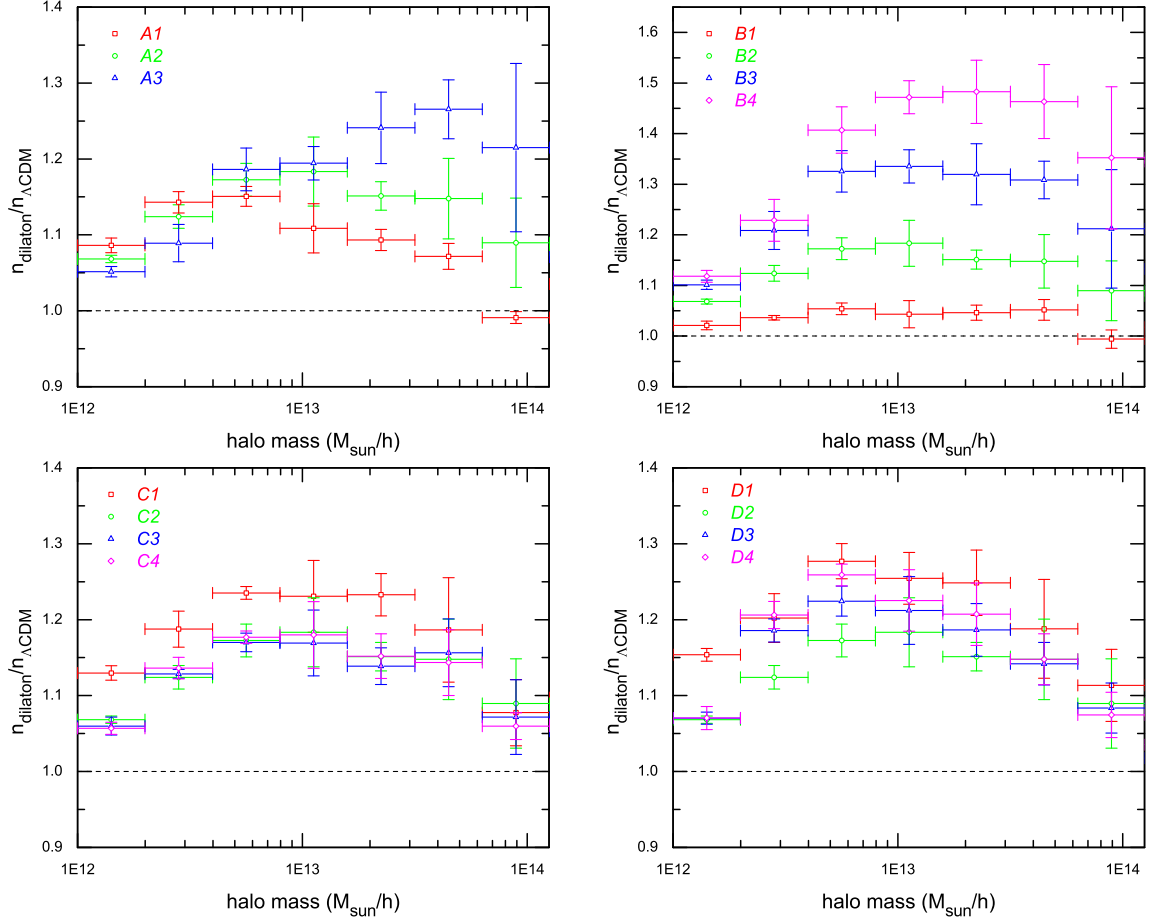 1.4
1.3
1.2
1.1
1.0
0.9
n_dilaton/n_ΛCDM
A1
A2
A3
1E12
1E13
1E14
halo mass (M_sun/h)
1.6
1.5
1.4
1.3
1.2
1.1
1.0
0.9
n_dilaton/n_ΛCDM
B1
B2
B3
B4
1E12
1E13
1E14
halo mass (M_sun/h)
1.4
1.3
1.2
1.1
1.0
0.9
n_dilaton/n_ΛCDM
C1
C2
C3
C4
1E12
1E13
1E14
halo mass (M_sun/h)
1.4
1.3
1.2
1.1
1.0
0.9
n_dilaton/n_ΛCDM
D1
D2
D3
D4
1E12
1E13
1E14
halo mass (M_sun/h)